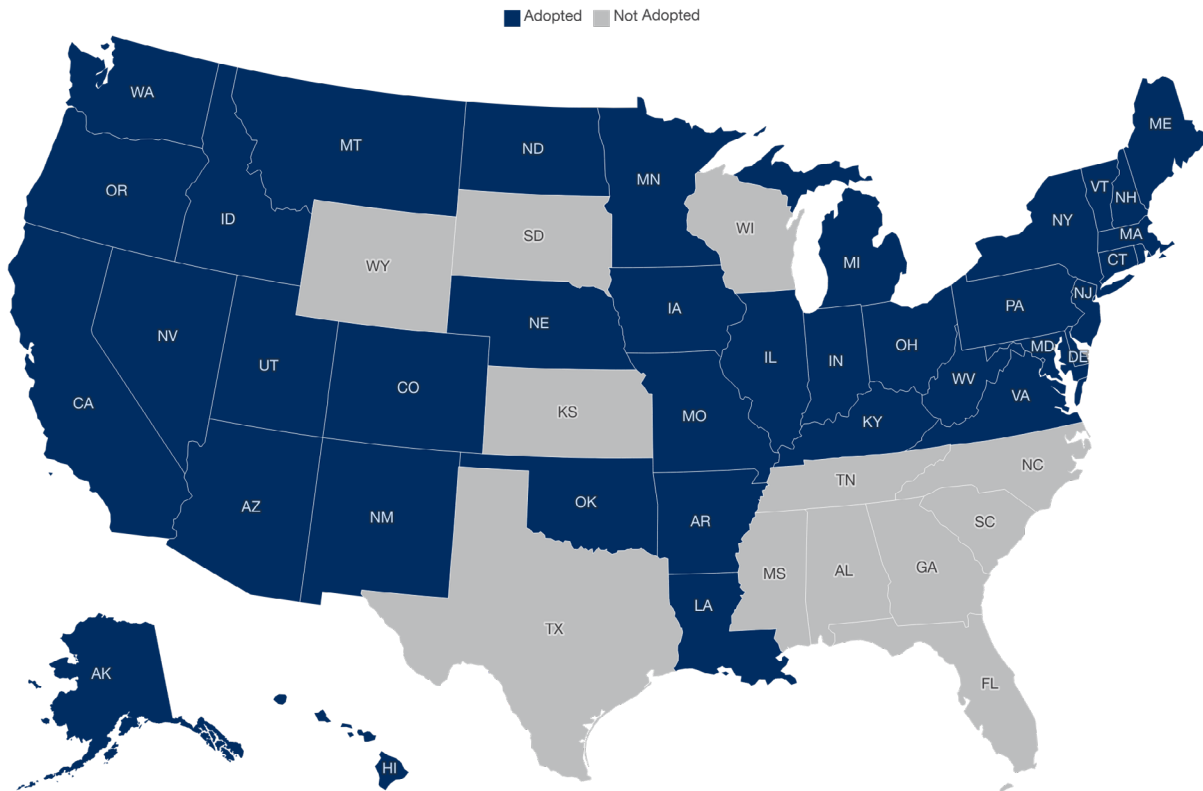 Adopted Not Adopted
WA
ME
MT
ND
VT
MN
OR
NH
NY
ID
WI
SD
MA
CT
MI
WY
NJ
PA
IA
NE
NV
MD
OH
DE
IL
IN
UT
WV
CO
VA
CA
KS
MO
KY
NC
TN
OK
AZ
NM
AR
SC
GA
MS
AL
LA
TX
AK
FL
HI